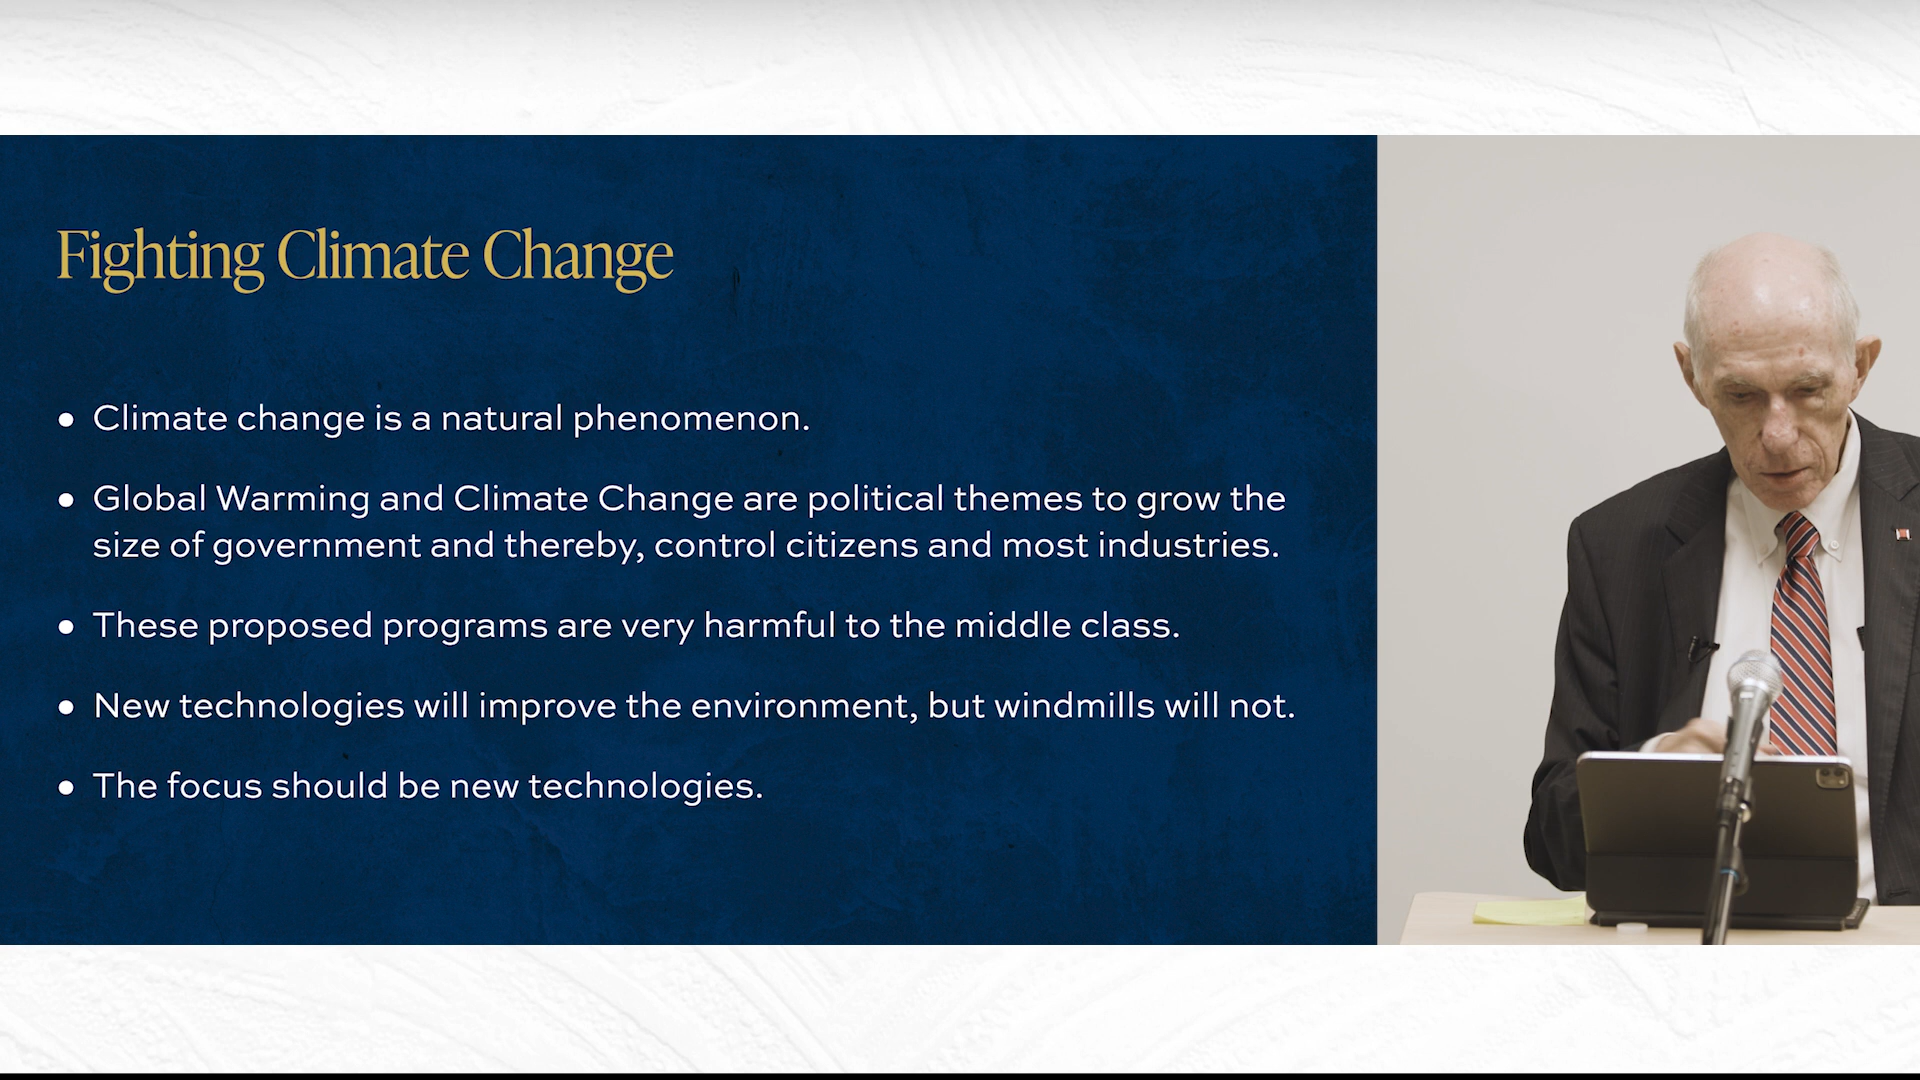 Fighting Climate Change
• Climate change is a natural phenomenon.
• Global Warming and Climate Change are political themes to grow the
size of government and thereby, control citizens and most industries.
• These proposed programs are very harmful to the middle class.
• New technologies will improve the environment, but windmills will not.
• The focus should be new technologies.